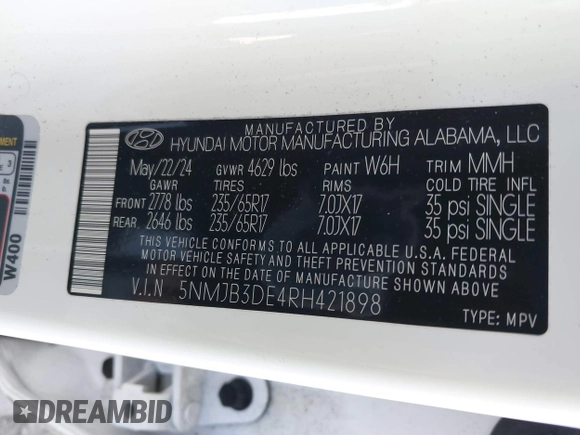 MANUFACTURED BY
HYUNDAI MOTOR MANUFACTURING ALABAMA, LLC
May/22/24 GVWR 4629 lbs PAINT W6H TRIM MMH
GAWR TIRES RIMS COLD TIRE INFL
FRONT 2778 lbs 235/65R17 7.0JX17 35 psi SINGLE
REAR 2646 lbs 235/65R17 7.0JX17 35 psi SINGLE
THIS VEHICLE CONFORMS TO ALL APPLICABLE U.S.A. FEDERAL
MOTOR VEHICLE SAFETY AND THEFT PREVENTION STANDARDS
IN EFFECT ON THE DATE OF MANUFACTURE SHOWN ABOVE.
V.I.N 5NMJB3DE4RH421898
TYPE: MPV
W400
3
DREAMBID